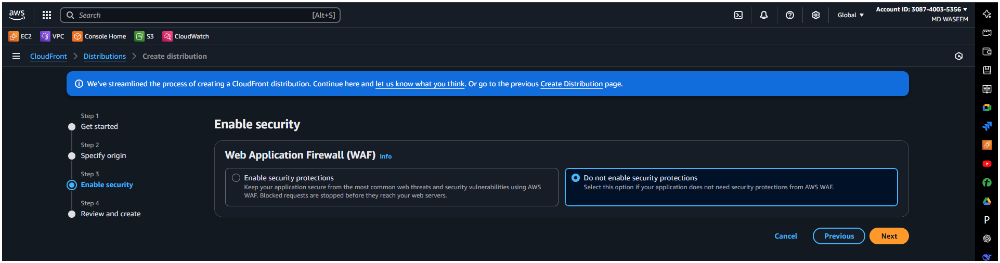 aws
Search [Alt+S]
Global
Account ID: 3087-4003-5356
MD WASEEM
EC2 VPC Console Home S3 CloudWatch
CloudFront Distributions Create distribution
We've streamlined the process of creating a CloudFront distribution. Continue here and let us know what you think. Or go to the previous Create Distribution page.
Step 1
Get started
Step 2
Specify origin
Step 3
Enable security
Step 4
Review and create
Enable security
Web Application Firewall (WAF) Info
Enable security protections
Keep your application secure from the most common web threats and security vulnerabilities using AWS
WAF. Blocked requests are stopped before they reach your web servers.
Do not enable security protections
Select this option if your application does not need security protections from AWS WAF.
Cancel Previous Next
P